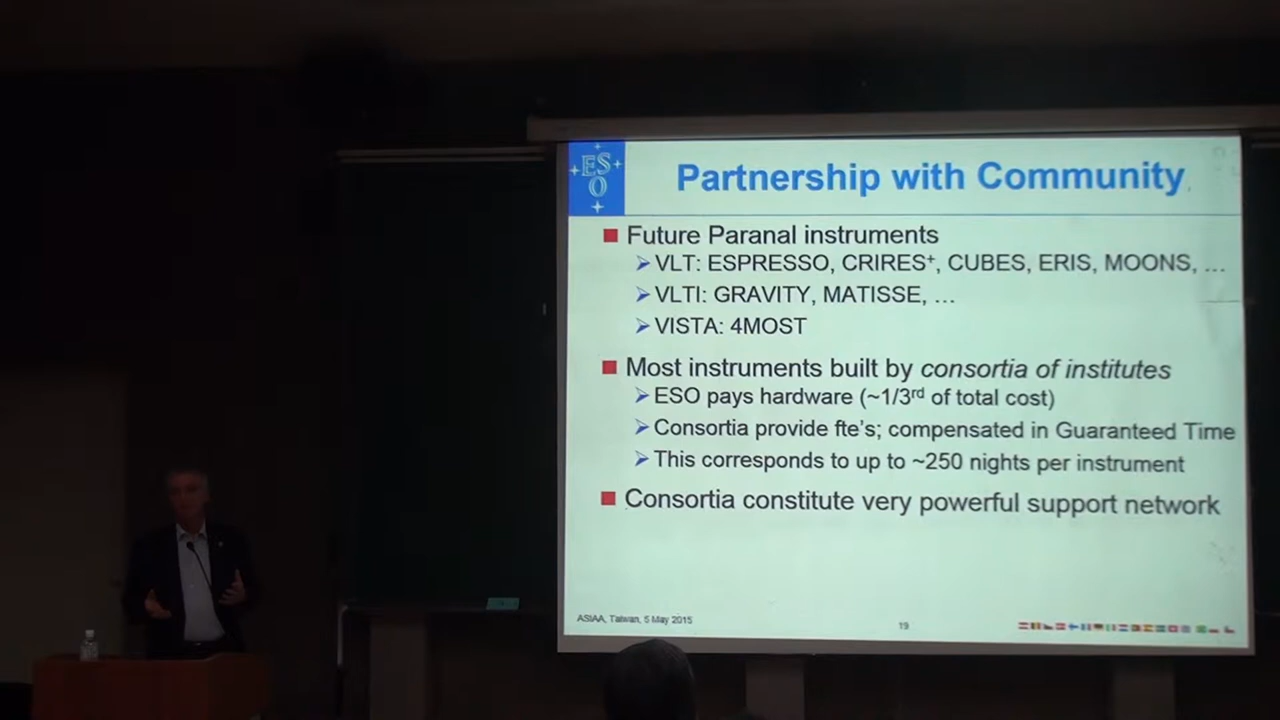 ES
O
Partnership with Community
Future Paranal instruments
VLT: ESPRESSO, CRIRES⁺, CUBES, ERIS, MOONS, …
VLTI: GRAVITY, MATISSE, …
VISTA: 4MOST
Most instruments built by consortia of institutes
ESO pays hardware (~1/3ʳᵈ of total cost)
Consortia provide fte's; compensated in Guaranteed Time
This corresponds to up to ~250 nights per instrument
Consortia constitute very powerful support network
ASIAA, Taiwan, 5 May 2015
19